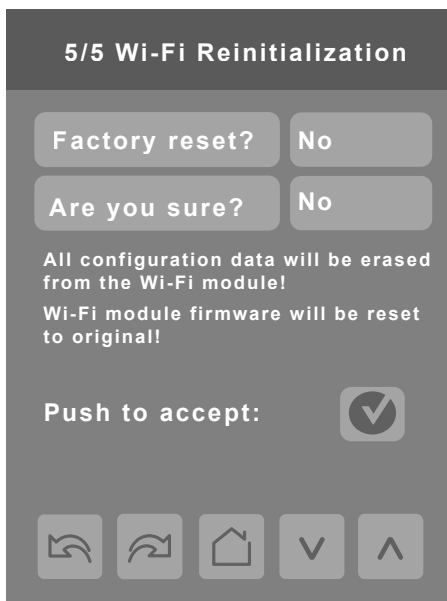 5/5 Wi-Fi Reinitialization
Factory reset? No
Are you sure? No
All configuration data will be erased
from the Wi-Fi module!
Wi-Fi module firmware will be reset
to original!
Push to accept: